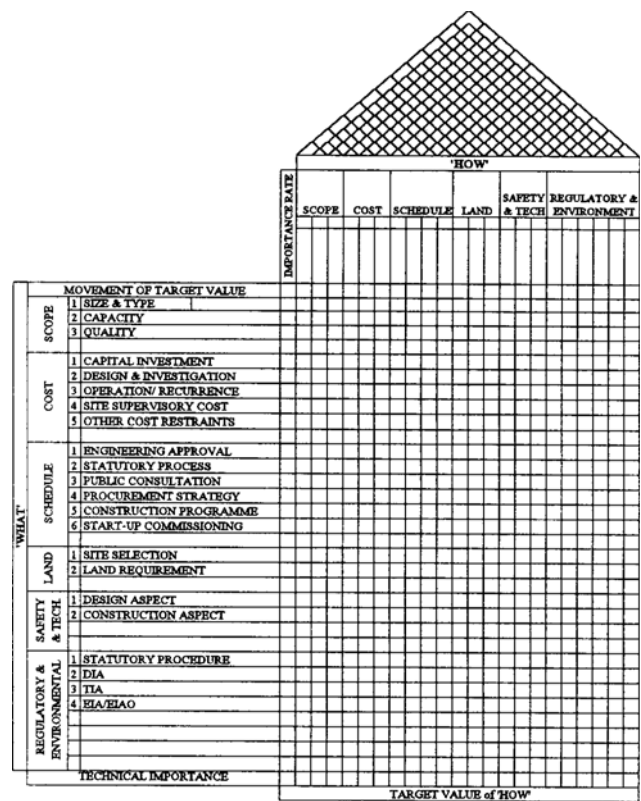 'HOW'
IMPORTANCE RATE
SCOPE COST SCHEDULE LAND SAFETY & TECH REGULATORY & ENVIRONMENT
MOVEMENT OF TARGET VALUE
'WHAT'
SCOPE
1 SIZE & TYPE
2 CAPACITY
3 QUALITY
COST
1 CAPITAL INVESTMENT
2 DESIGN & INVESTIGATION
3 OPERATION/ RECURRENCE
4 SITE SUPERVISORY COST
5 OTHER COST RESTRAINTS
SCHEDULE
1 ENGINEERING APPROVAL
2 STATUTORY PROCESS
3 PUBLIC CONSULTATION
4 PROCUREMENT STRATEGY
5 CONSTRUCTION PROGRAMME
6 START-UP COMMISSIONING
LAND
1 SITE SELECTION
2 LAND REQUIREMENT
SAFETY & TECH.
1 DESIGN ASPECT
2 CONSTRUCTION ASPECT
REGULATORY & ENVIRONMENTAL
1 STATUTORY PROCEDURE
2 DIA
3 TIA
4 EIA/EIAO
TECHNICAL IMPORTANCE
TARGET VALUE of 'HOW'